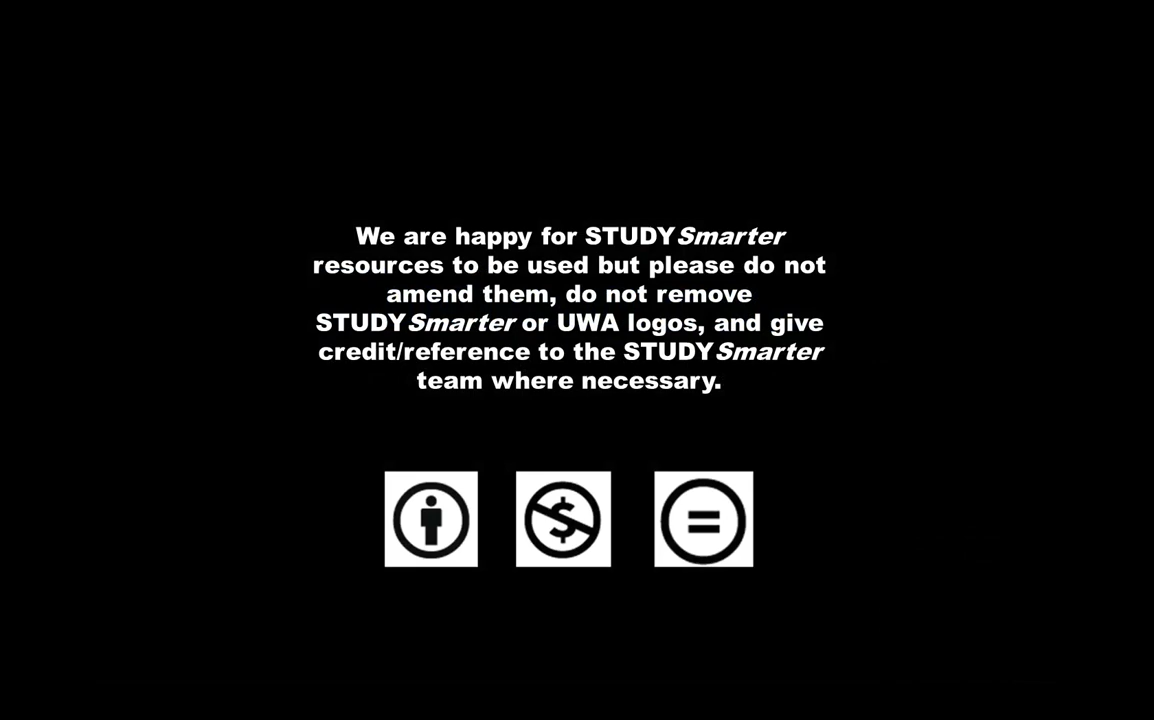 We are happy for STUDYSmarter
resources to be used but please do not
amend them, do not remove
STUDYSmarter or UWA logos, and give
credit/reference to the STUDYSmarter
team where necessary.